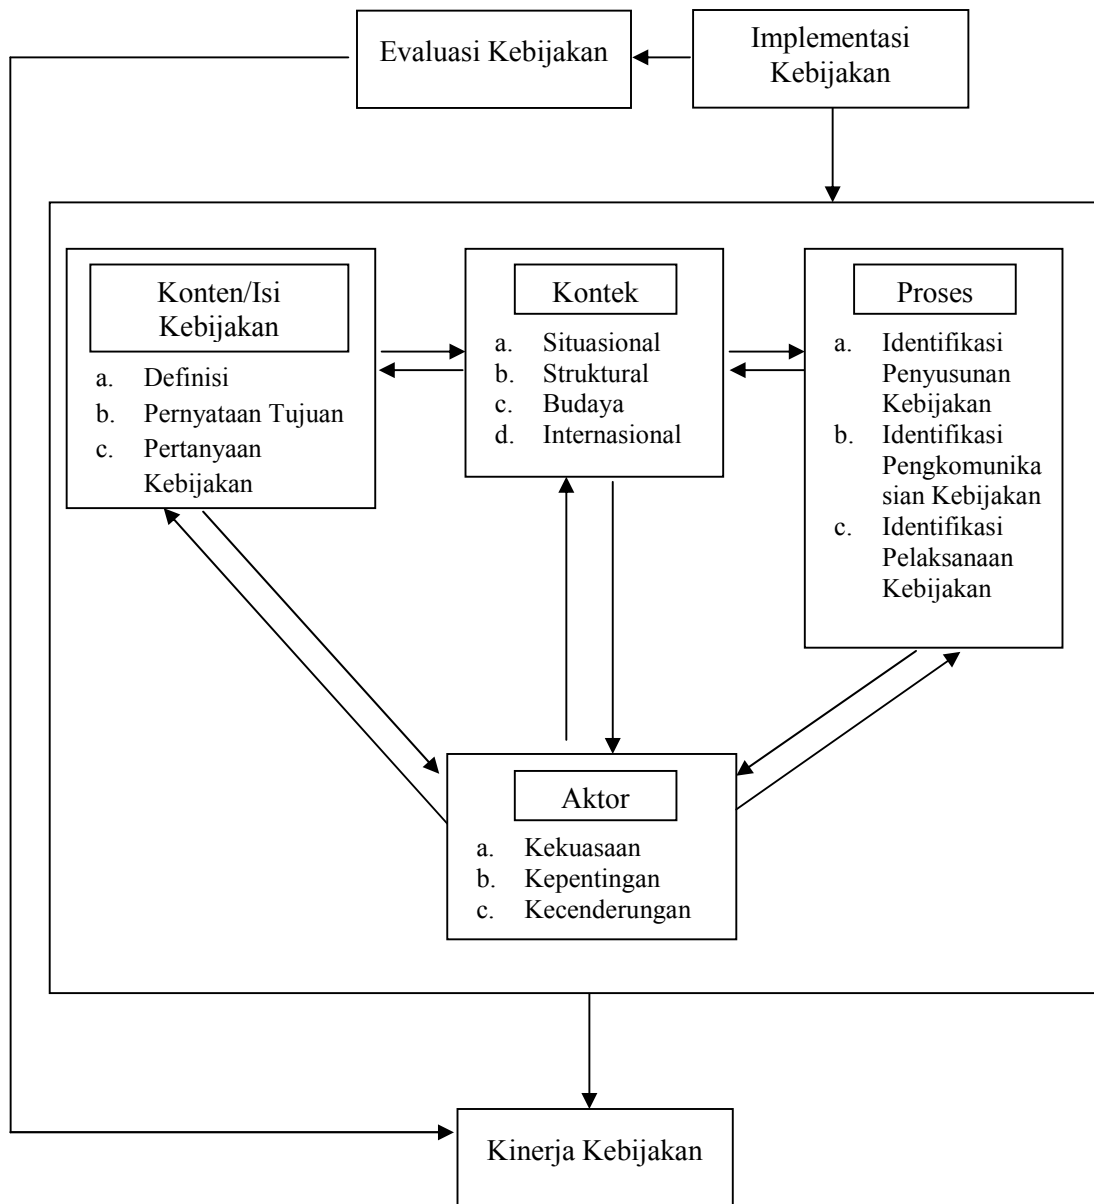 Evaluasi Kebijakan
Implementasi
Kebijakan
Konten/Isi
Kebijakan
a. Definisi
b. Pernyataan Tujuan
c. Pertanyaan
Kebijakan
Kontek
a. Situasional
b. Struktural
c. Budaya
d. Internasional
Proses
a. Identifikasi
Penyusunan
Kebijakan
b. Identifikasi
Pengkomunika
sian Kebijakan
c. Identifikasi
Pelaksanaan
Kebijakan
Aktor
a. Kekuasaan
b. Kepentingan
c. Kecenderungan
Kinerja Kebijakan